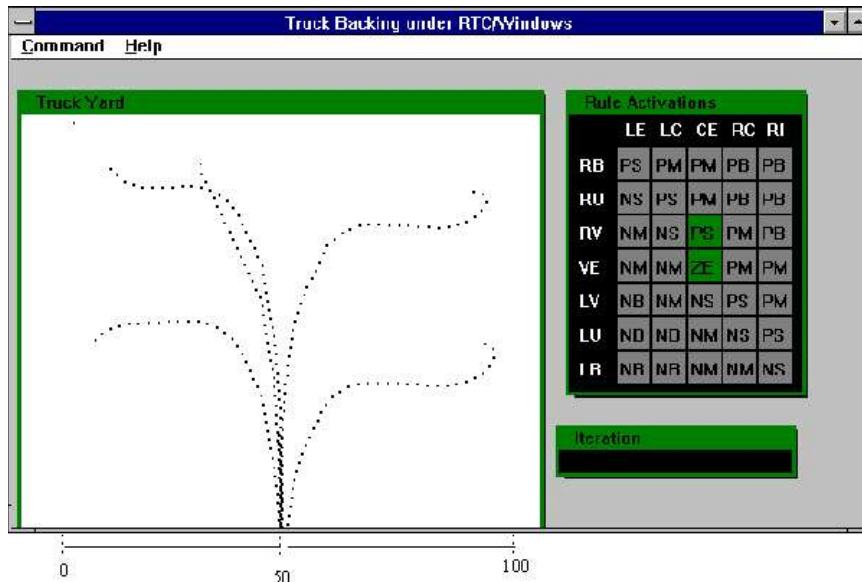 Truck Backing under RTC/Windows
Command Help
Truck Yard
Rule Activations
LE LC CE RC RI
RB PS PM PM PB PB
RU NS PS PM PB PB
RV NM NS PS PM PB
VE NM NM ZE PM PM
LV NB NM NS PS PM
LU NB NB NM NS PS
LB NB NB NM NM NS
Iteration
0 50 100